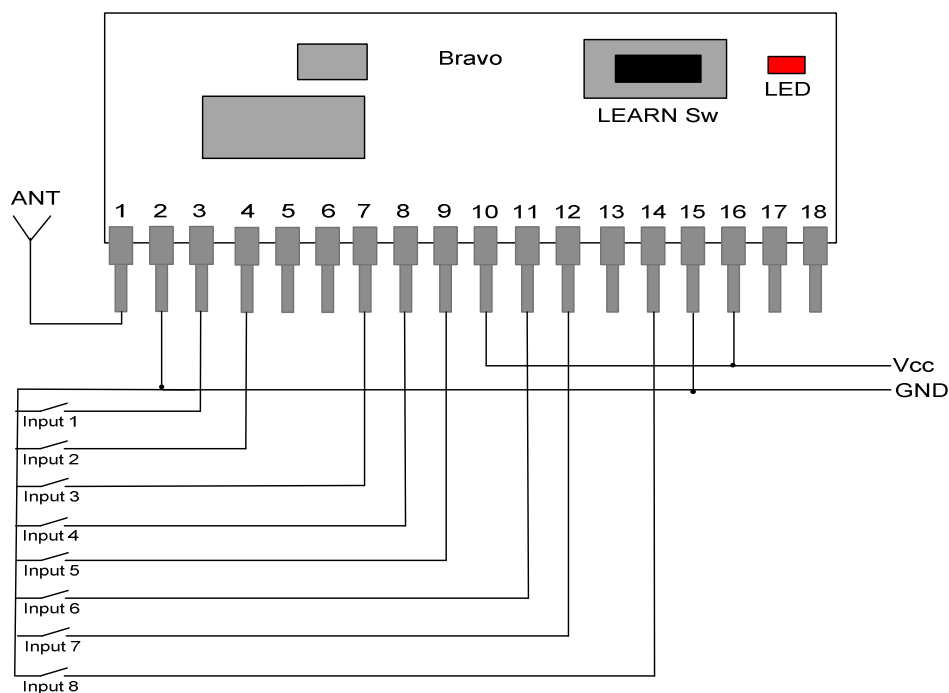 Bravo
LED
LEARN Sw
ANT
1 2 3 4 5 6 7 8 9 10 11 12 13 14 15 16 17 18
Vcc
GND
Input 1
Input 2
Input 3
Input 4
Input 5
Input 6
Input 7
Input 8